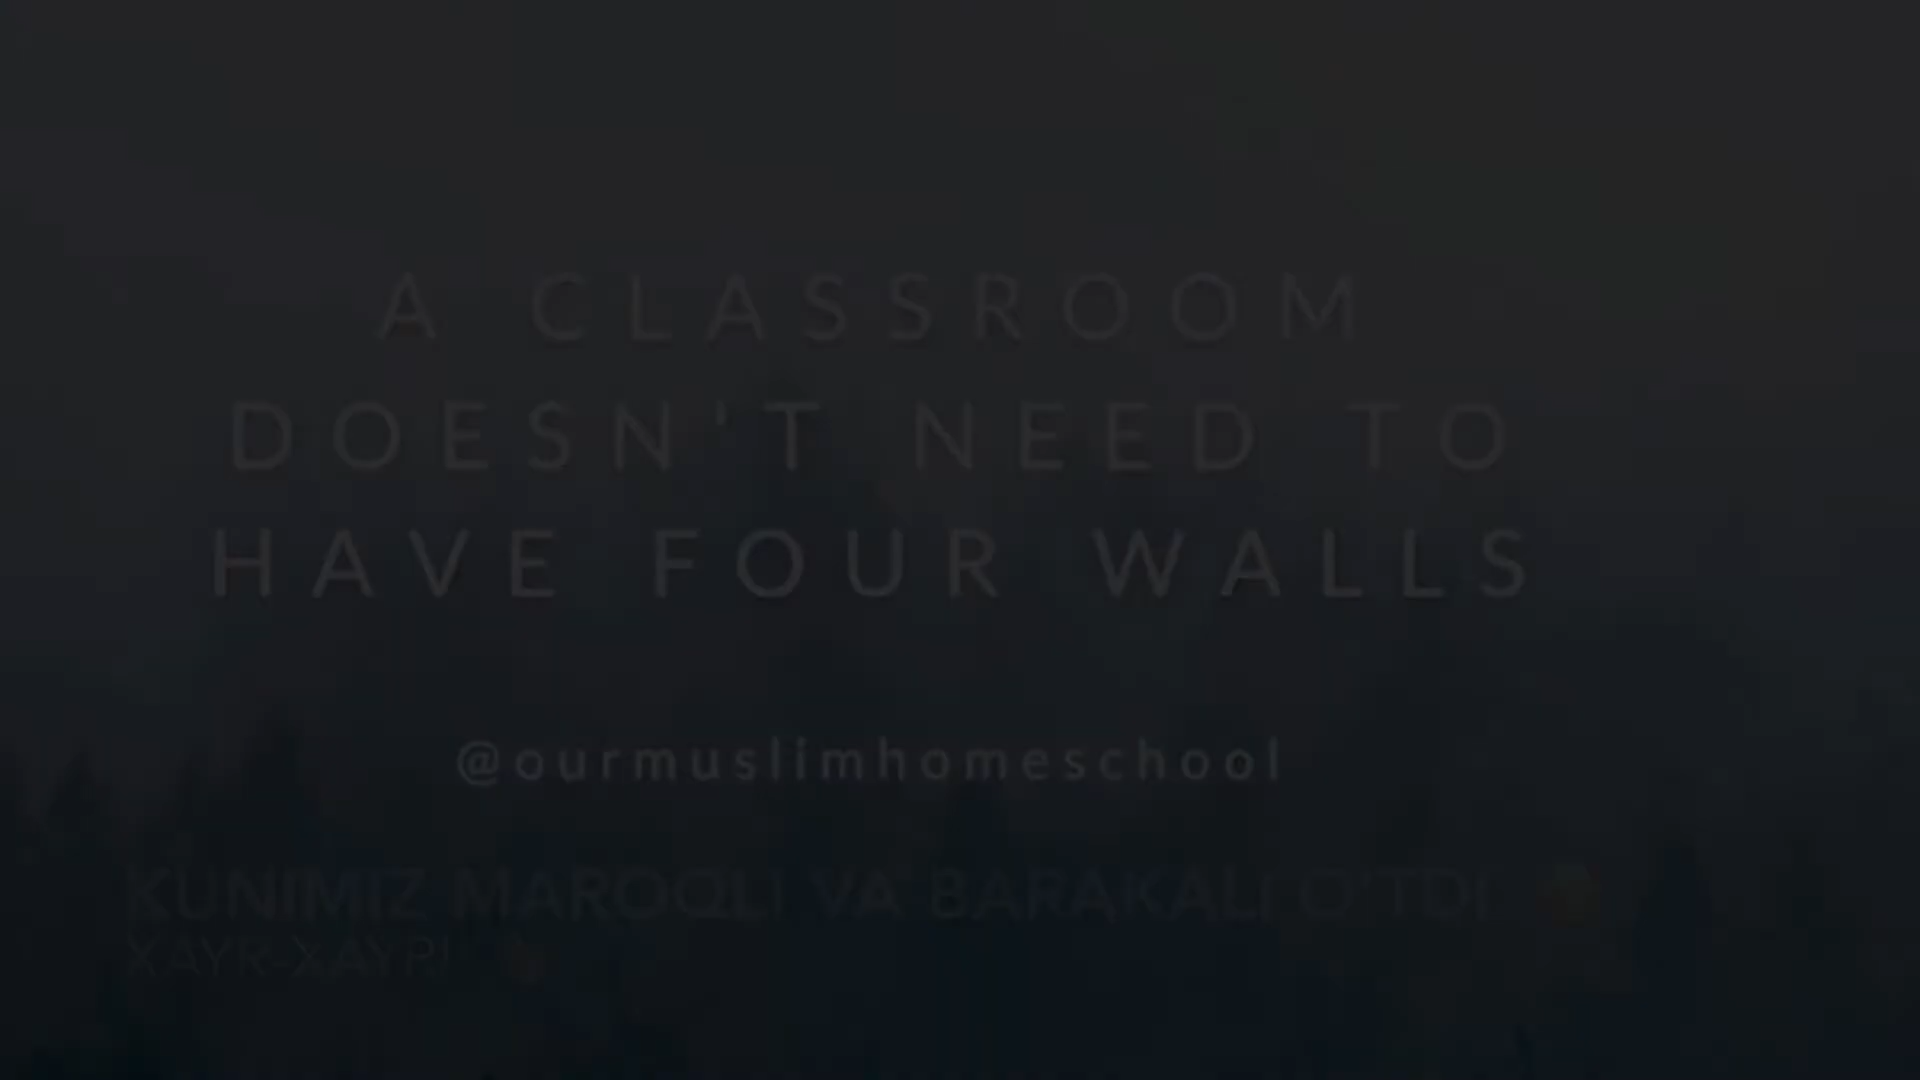 A CLASSROOM
DOESN'T NEED TO
HAVE FOUR WALLS
@ourmuslimhomeschool
KUNIMIZ MAROQLI VA BARAKALI O'TDI
XAYR-XAYR!